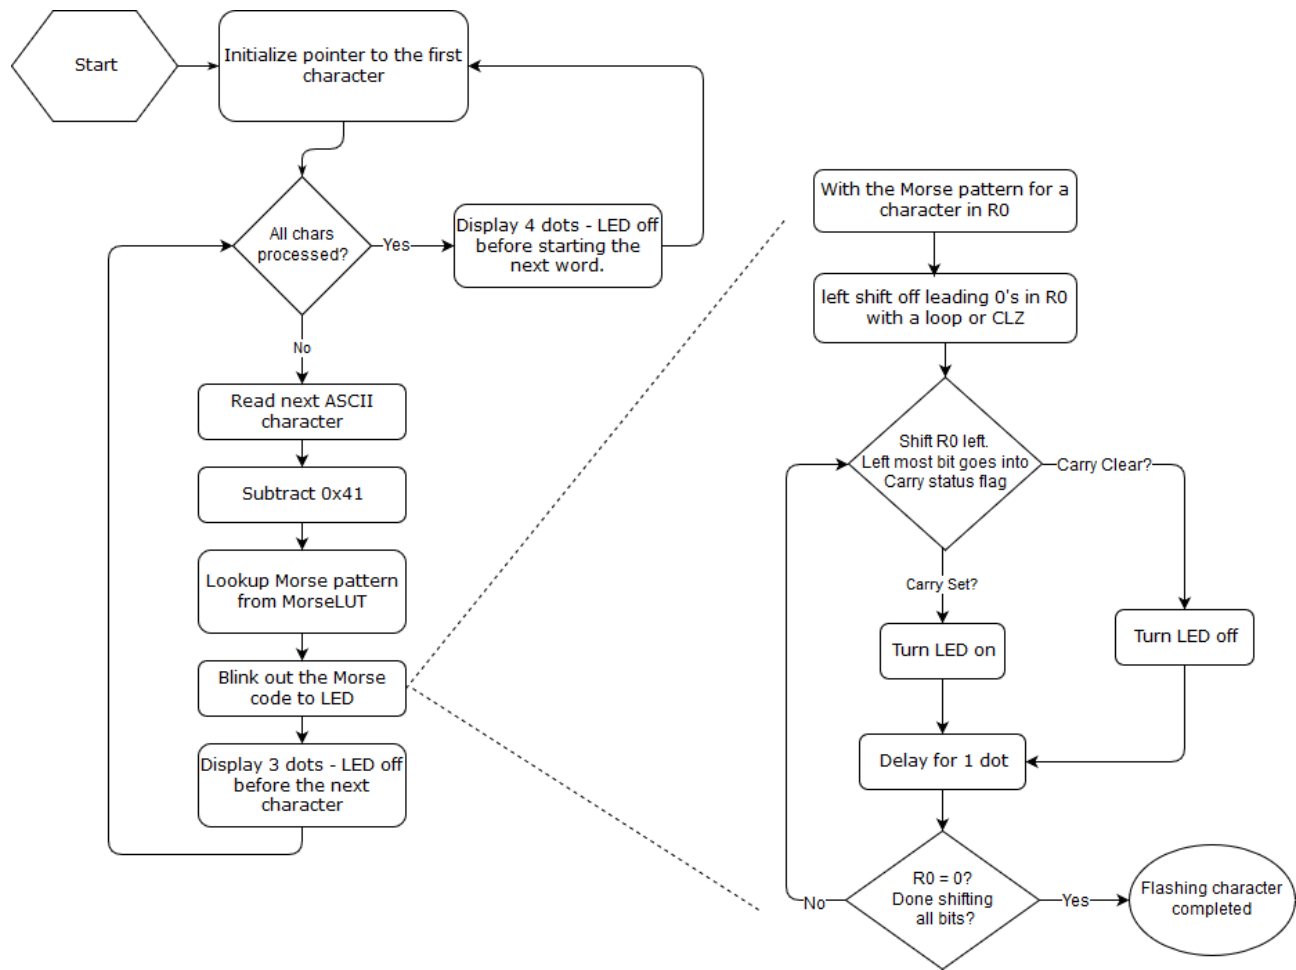 Start
Initialize pointer to the first
character
All chars
processed?
Yes
Display 4 dots - LED off
before starting the
next word.
No
Read next ASCII
character
Subtract 0x41
Lookup Morse pattern
from MorseLUT
Blink out the Morse
code to LED
Display 3 dots - LED off
before the next
character
With the Morse pattern for a
character in R0
left shift off leading 0's in R0
with a loop or CLZ
Shift R0 left.
Left most bit goes into
Carry status flag
Carry Clear?
Carry Set?
Turn LED on
Turn LED off
Delay for 1 dot
R0 = 0?
Done shifting
all bits?
No
Yes
Flashing character
completed